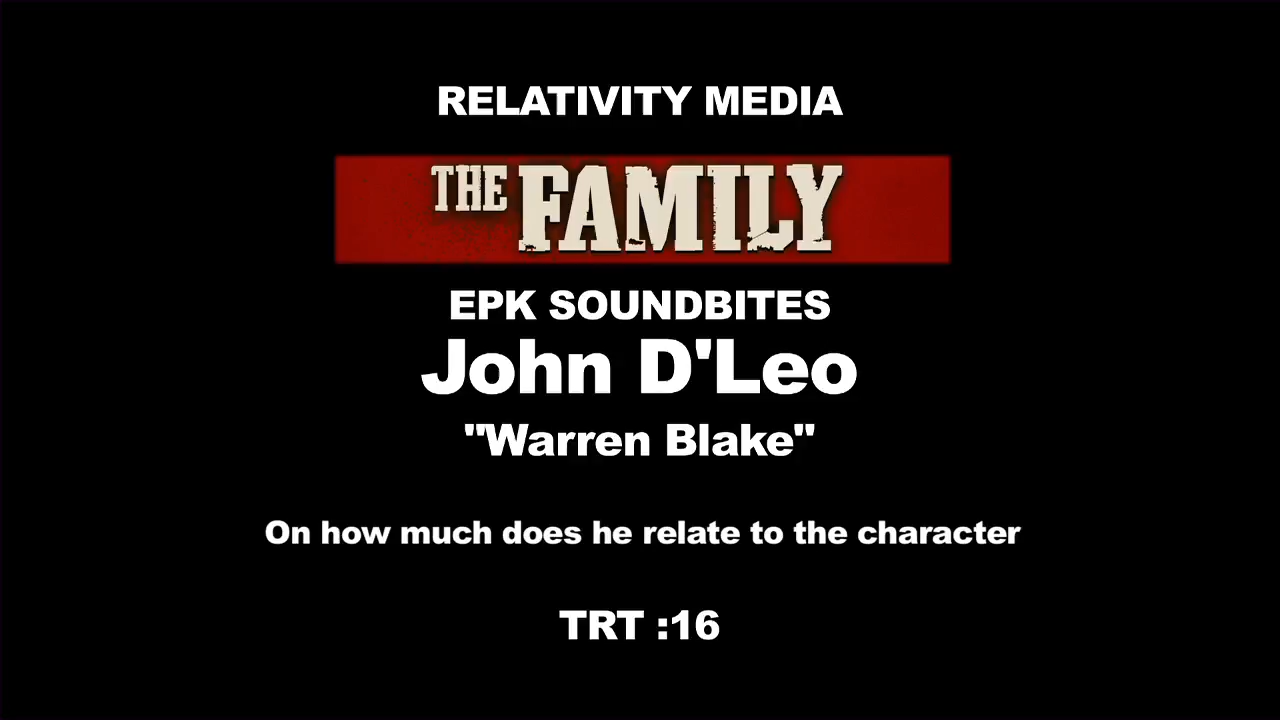 RELATIVITY MEDIA
THE FAMILY
EPK SOUNDBITES
John D'Leo
"Warren Blake"
On how much does he relate to the character
TRT :16